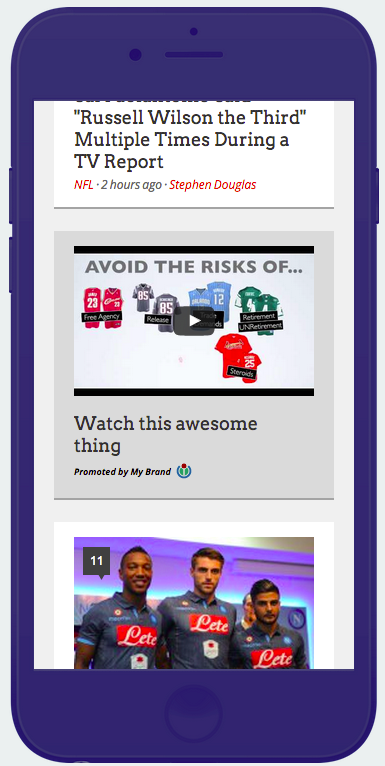 "Russell Wilson the Third"
Multiple Times During a
TV Report
NFL · 2 hours ago · Stephen Douglas
AVOID THE RISKS OF...
23
85
85
12
4
8
Free Agency
Release
Retirement
UNRetirement
25
Steroids
Watch this awesome
thing
Promoted by My Brand
11
Lete
Lete
Lete